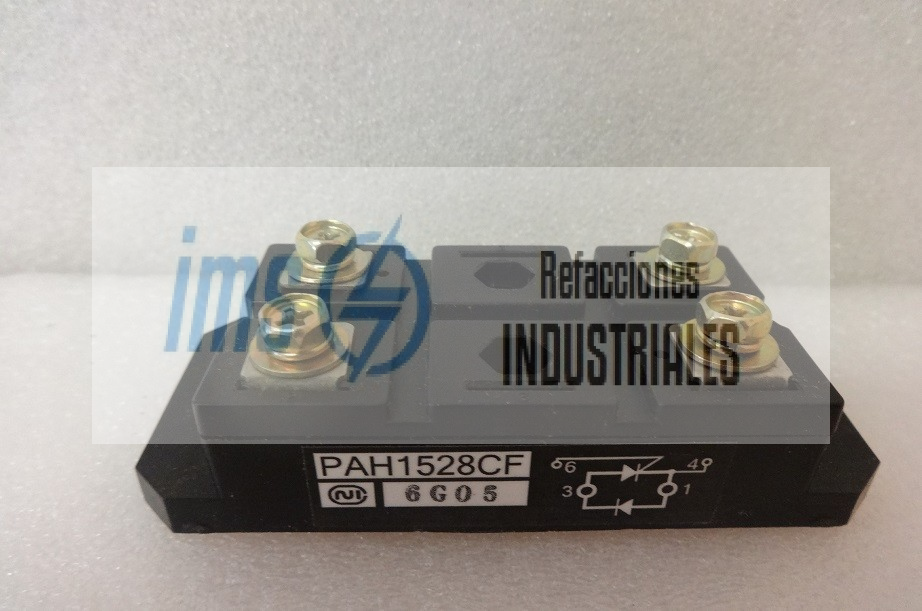 ims
Refacciones
INDUSTRIALES
PAH1528CF
6G05
6
4
3
1